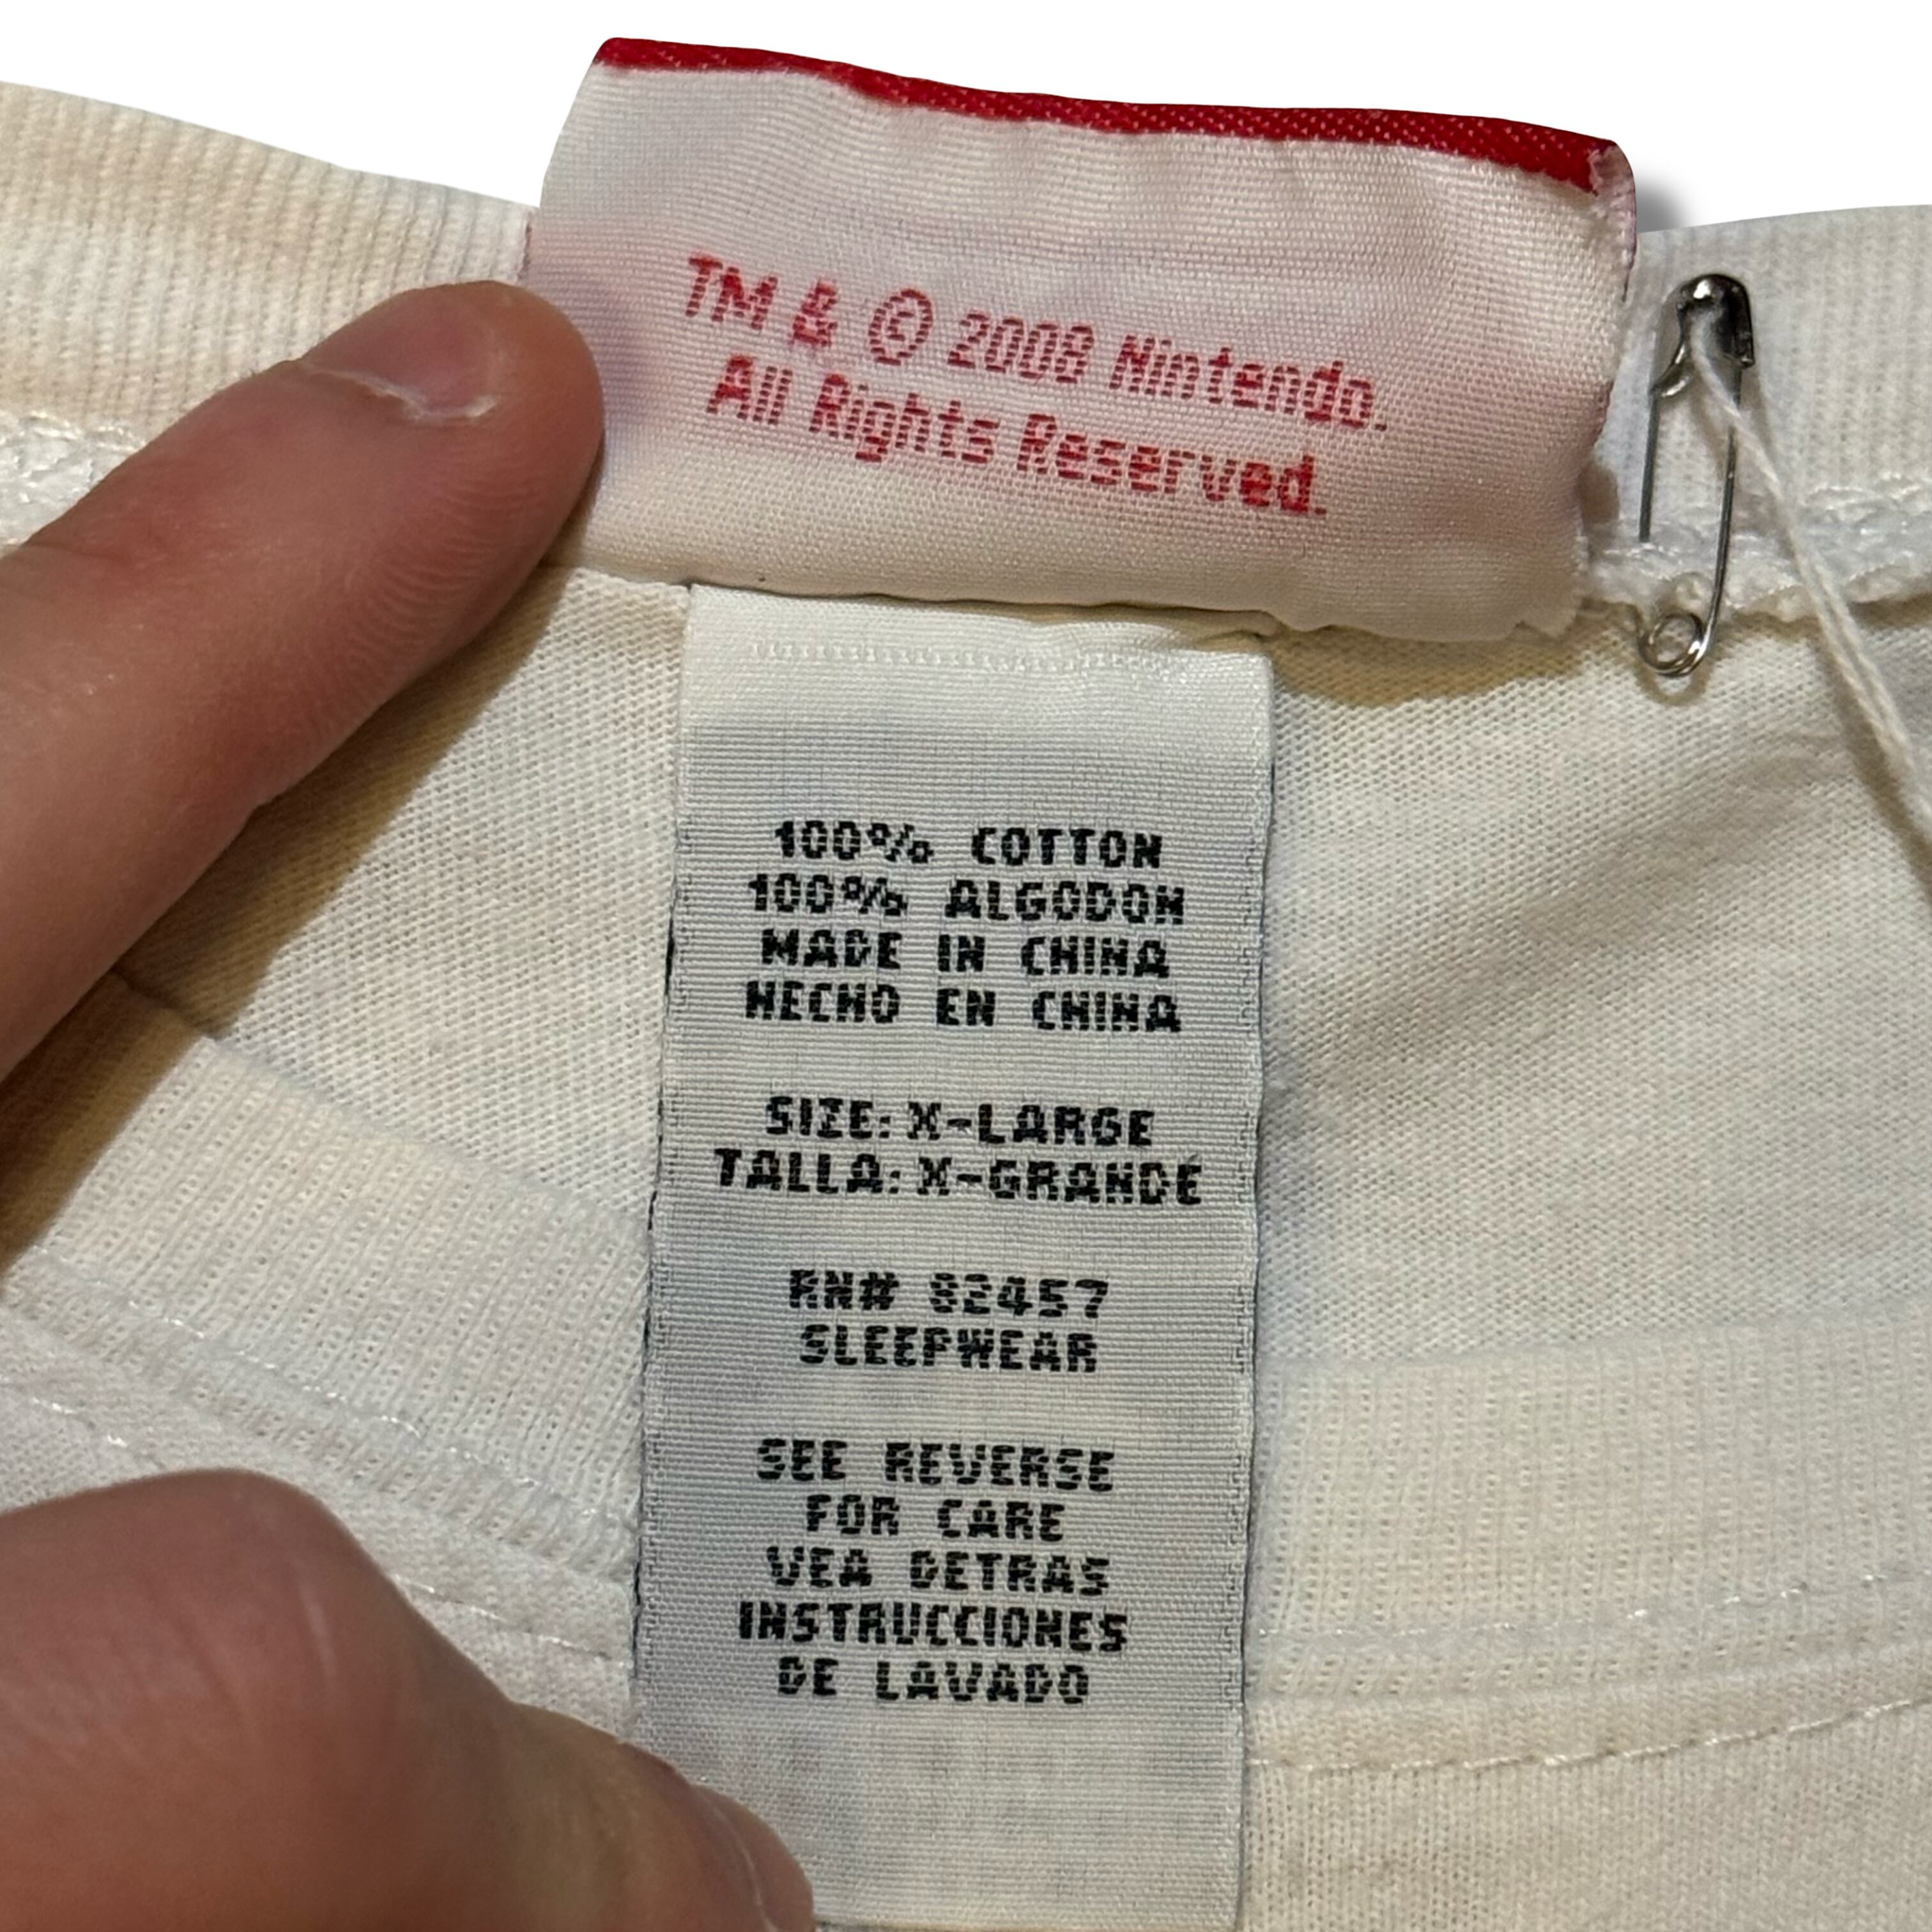 TM & © 2008 Nintendo.
All Rights Reserved.
100% COTTON
100% ALGODON
MADE IN CHINA
HECHO EN CHINA
SIZE: X-LARGE
TALLA: X-GRANDE
RN# 82457
SLEEPWEAR
SEE REVERSE
FOR CARE
VEA DETRAS
INSTRUCCIONES
DE LAVADO